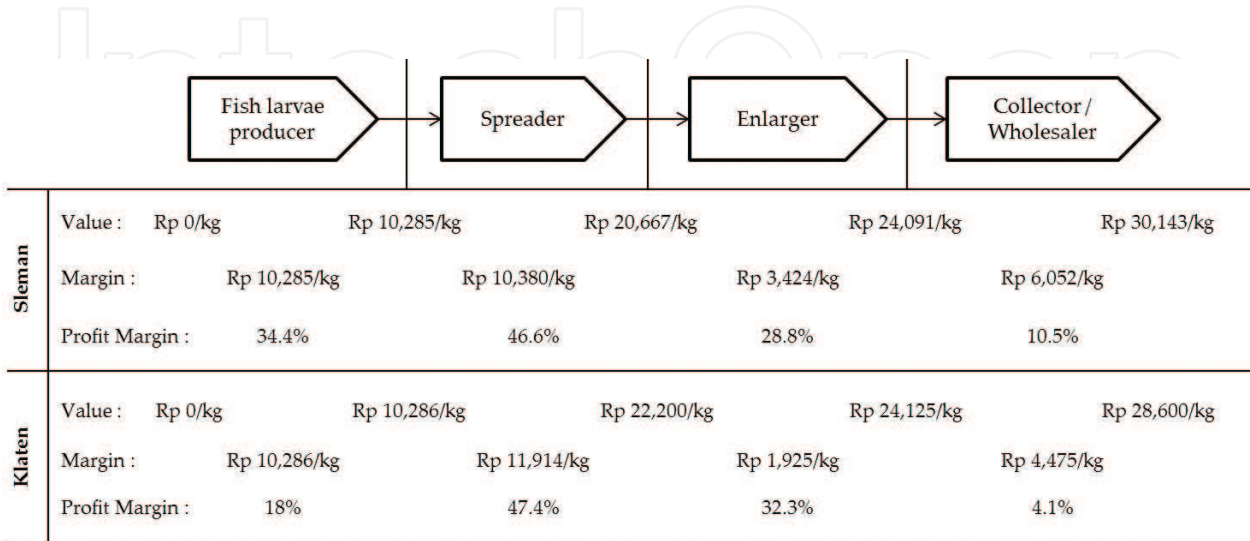 IntechOpen
Fish larvae
producer
Spreader
Enlarger
Collector/
Wholesaler
Sleman
Value : Rp 0/kg Rp 10,285/kg Rp 20,667/kg Rp 24,091/kg Rp 30,143/kg
Margin : Rp 10,285/kg Rp 10,380/kg Rp 3,424/kg Rp 6,052/kg
Profit Margin : 34.4% 46.6% 28.8% 10.5%
Klaten
Value : Rp 0/kg Rp 10,286/kg Rp 22,200/kg Rp 24,125/kg Rp 28,600/kg
Margin : Rp 10,286/kg Rp 11,914/kg Rp 1,925/kg Rp 4,475/kg
Profit Margin : 18% 47.4% 32.3% 4.1%